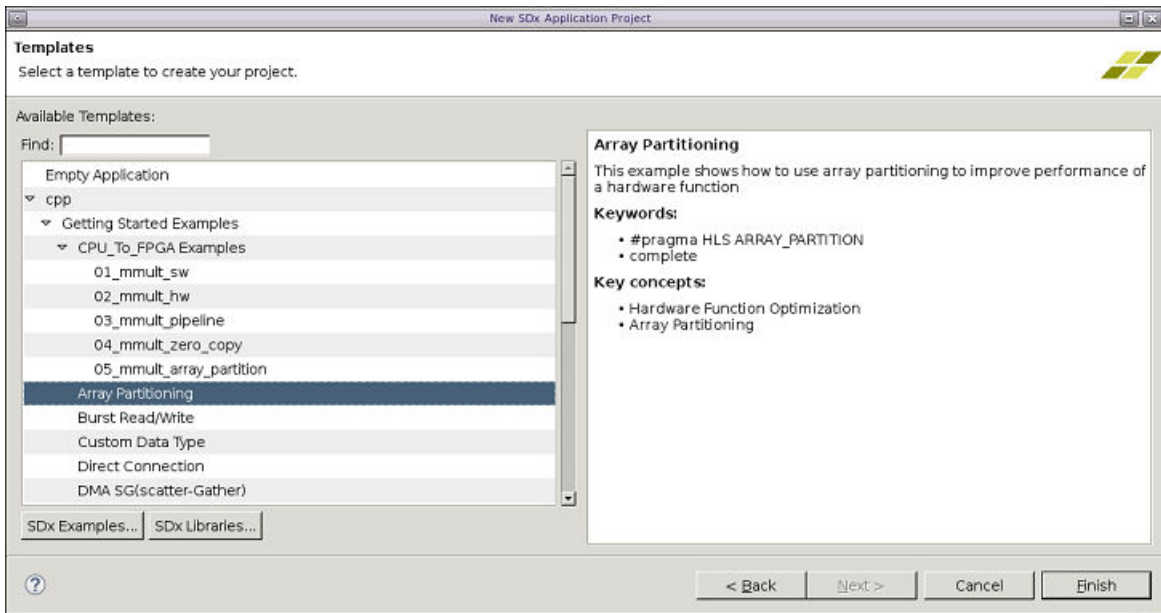 New SDx Application Project
Templates
Select a template to create your project.
Available Templates:
Find:
Empty Application
cpp
Getting Started Examples
CPU_To_FPGA Examples
01_mmult_sw
02_mmult_hw
03_mmult_pipeline
04_mmult_zero_copy
05_mmult_array_partition
Array Partitioning
Burst Read/Write
Custom Data Type
Direct Connection
DMA SG(scatter-Gather)
SDx Examples... SDx Libraries...
Array Partitioning
This example shows how to use array partitioning to improve performance of
a hardware function
Keywords:
• #pragma HLS ARRAY_PARTITION
• complete
Key concepts:
• Hardware Function Optimization
• Array Partitioning
? < Back Next > Cancel Finish